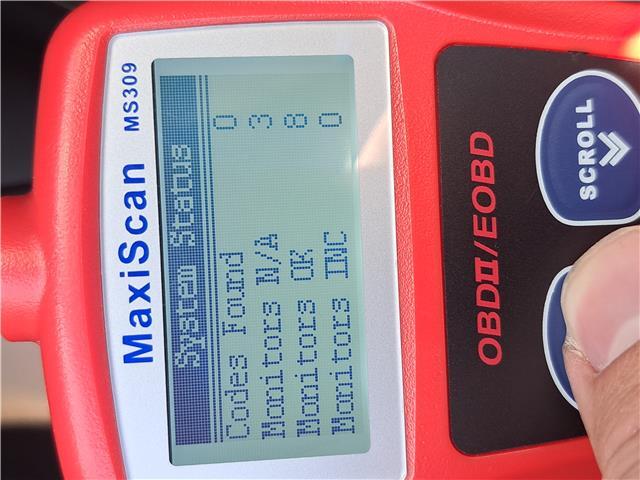 MaxiScan MS309
System Status
Codes Found 0
Monitors N/A 3
Monitors OK 8
Monitors INC 0
OBDII/EOBD
SCROLL